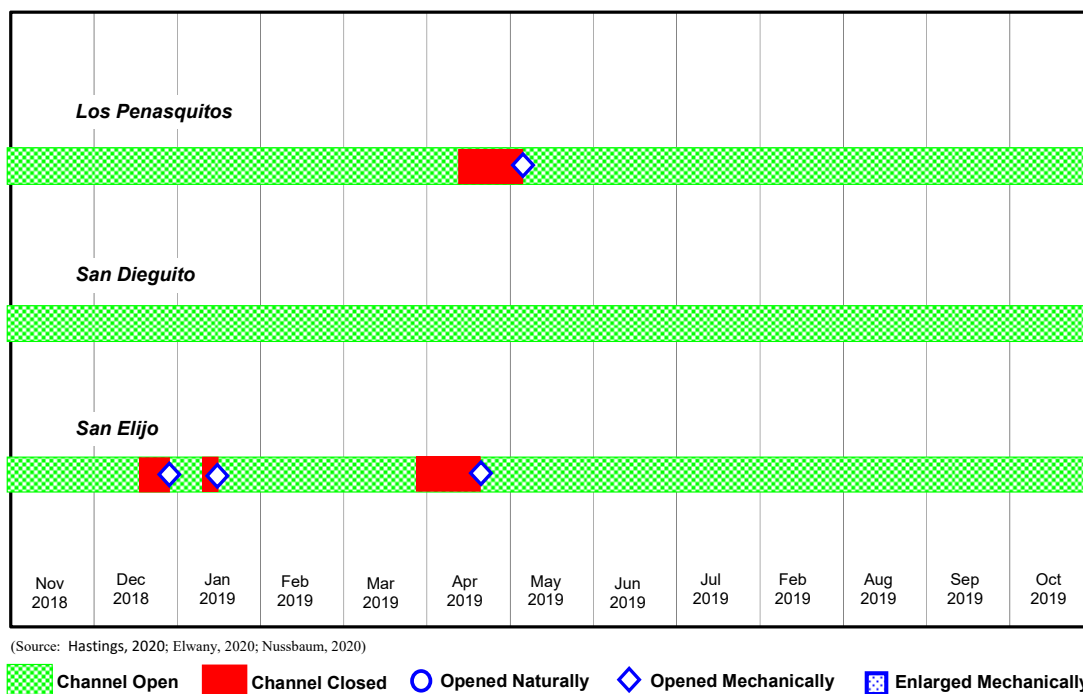 Los Penasquitos
San Dieguito
San Elijo
Nov Dec Jan Feb Mar Apr May Jun Jul Feb Aug Sep Oct
2018 2018 2019 2019 2019 2019 2019 2019 2019 2019 2019 2019 2019
(Source: Hastings, 2020; Elwany, 2020; Nussbaum, 2020)
Channel Open Channel Closed Opened Naturally Opened Mechanically Enlarged Mechanically